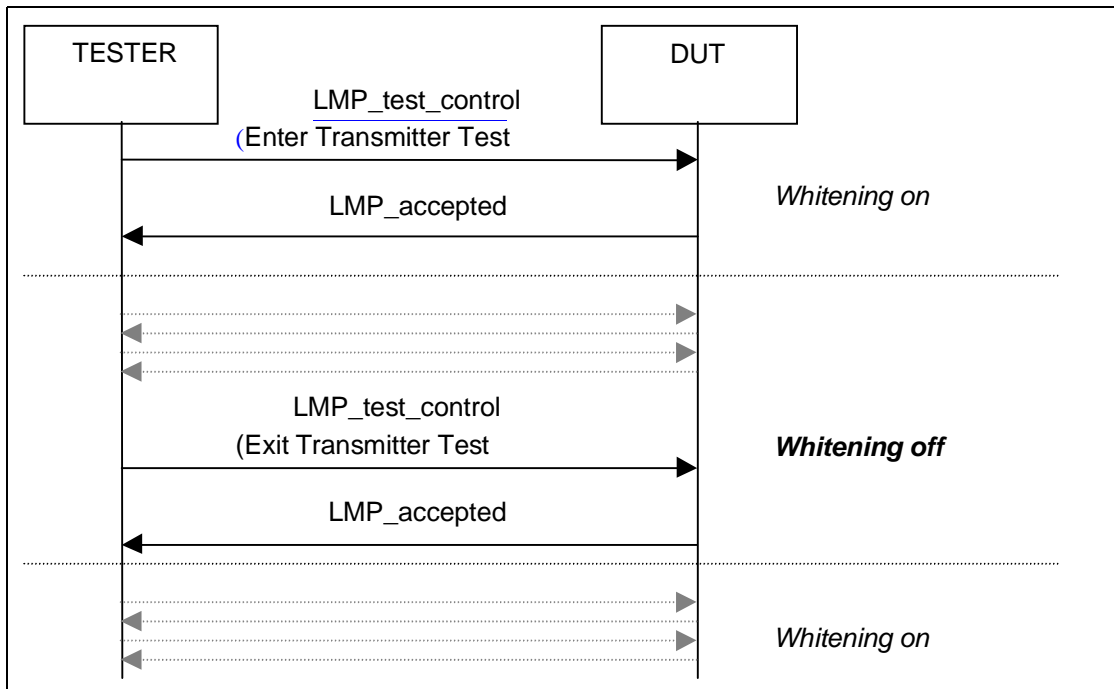 TESTER
DUT
LMP_test_control
(Enter Transmitter Test
Whitening on
LMP_accepted
LMP_test_control
(Exit Transmitter Test
Whitening off
LMP_accepted
Whitening on